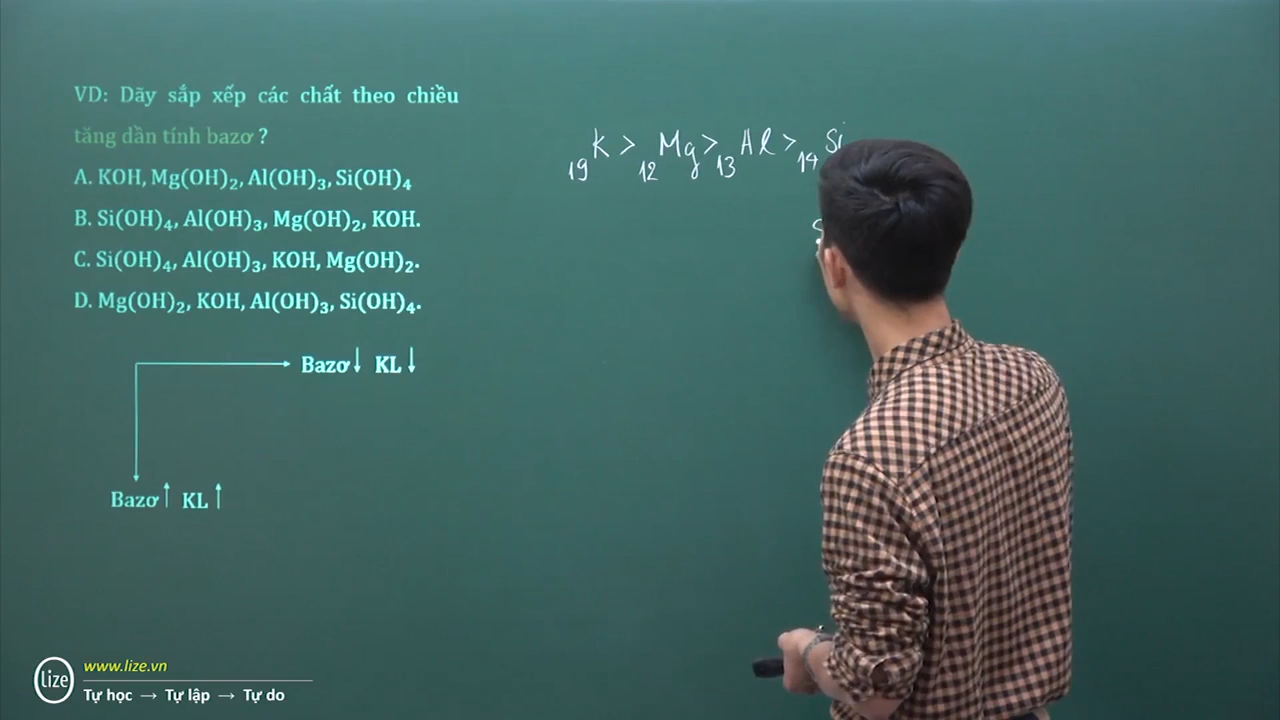 VD: Dãy sắp xếp các chất theo chiều
tăng dần tính bazơ ?
A. KOH, Mg(OH)₂, Al(OH)₃, Si(OH)₄
B. Si(OH)₄, Al(OH)₃, Mg(OH)₂, KOH.
C. Si(OH)₄, Al(OH)₃, KOH, Mg(OH)₂.
D. Mg(OH)₂, KOH, Al(OH)₃, Si(OH)₄.
Bazơ↓ KL↓
Bazơ↑ KL↑
₁₉K > ₁₂Mg > ₁₃Al > ₁₄Si
lize
www.lize.vn
Tự học → Tự lập → Tự do